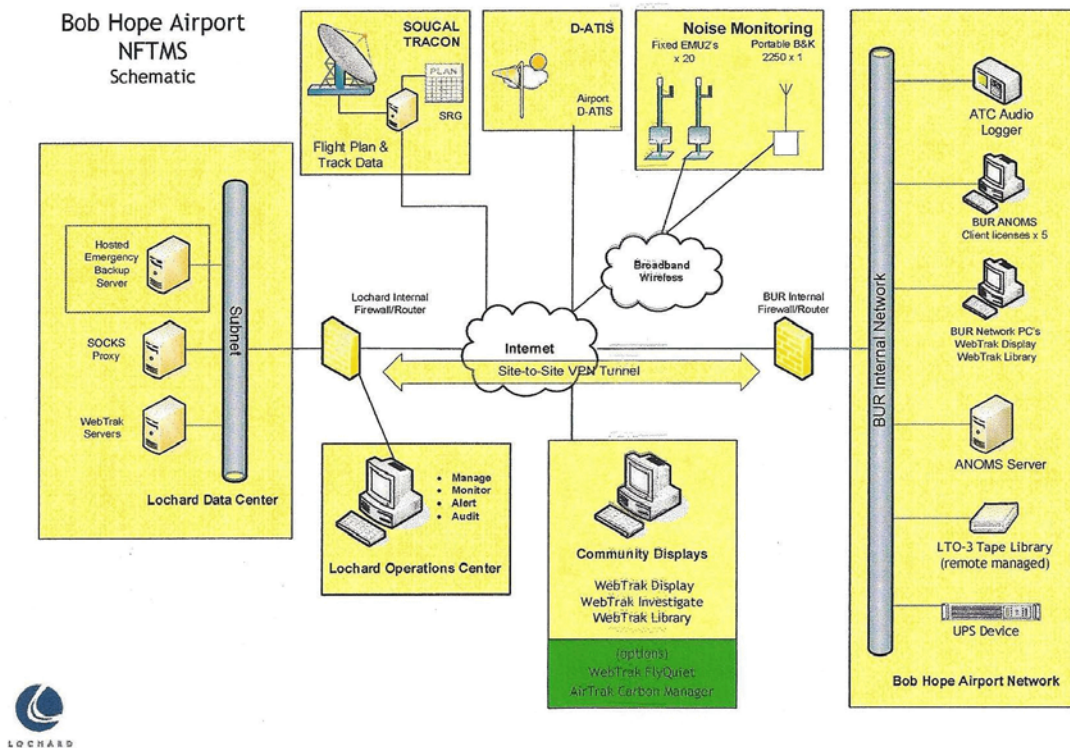 Bob Hope Airport
NFTMS
Schematic
SOUCAL
TRACON
PLAN
SRG
Flight Plan &
Track Data
D-ATIS
Airport
D-ATIS
Noise Monitoring
Fixed EMU2's
x 20
Portable B&K
2250 x 1
Hosted
Emergency
Backup
Server
SOCKS
Proxy
WebTrak
Servers
Subnet
Lochard Data Center
Lochard Internal
Firewall/Router
Internet
Site-to-Site VPN Tunnel
Broadband
Wireless
BUR Internal
Firewall/Router
Manage
Monitor
Alert
Audit
Lochard Operations Center
Community Displays
WebTrak Display
WebTrak Investigate
WebTrak Library
(options)
WebTrak FlyQuiet
AirTrak Carbon Manager
BUR Internal Network
ATC Audio
Logger
BUR ANOMS
Client licenses x 5
BUR Network PC's
WebTrak Display
WebTrak Library
ANOMS Server
LTO-3 Tape Library
(remote managed)
UPS Device
Bob Hope Airport Network
LOCHARD